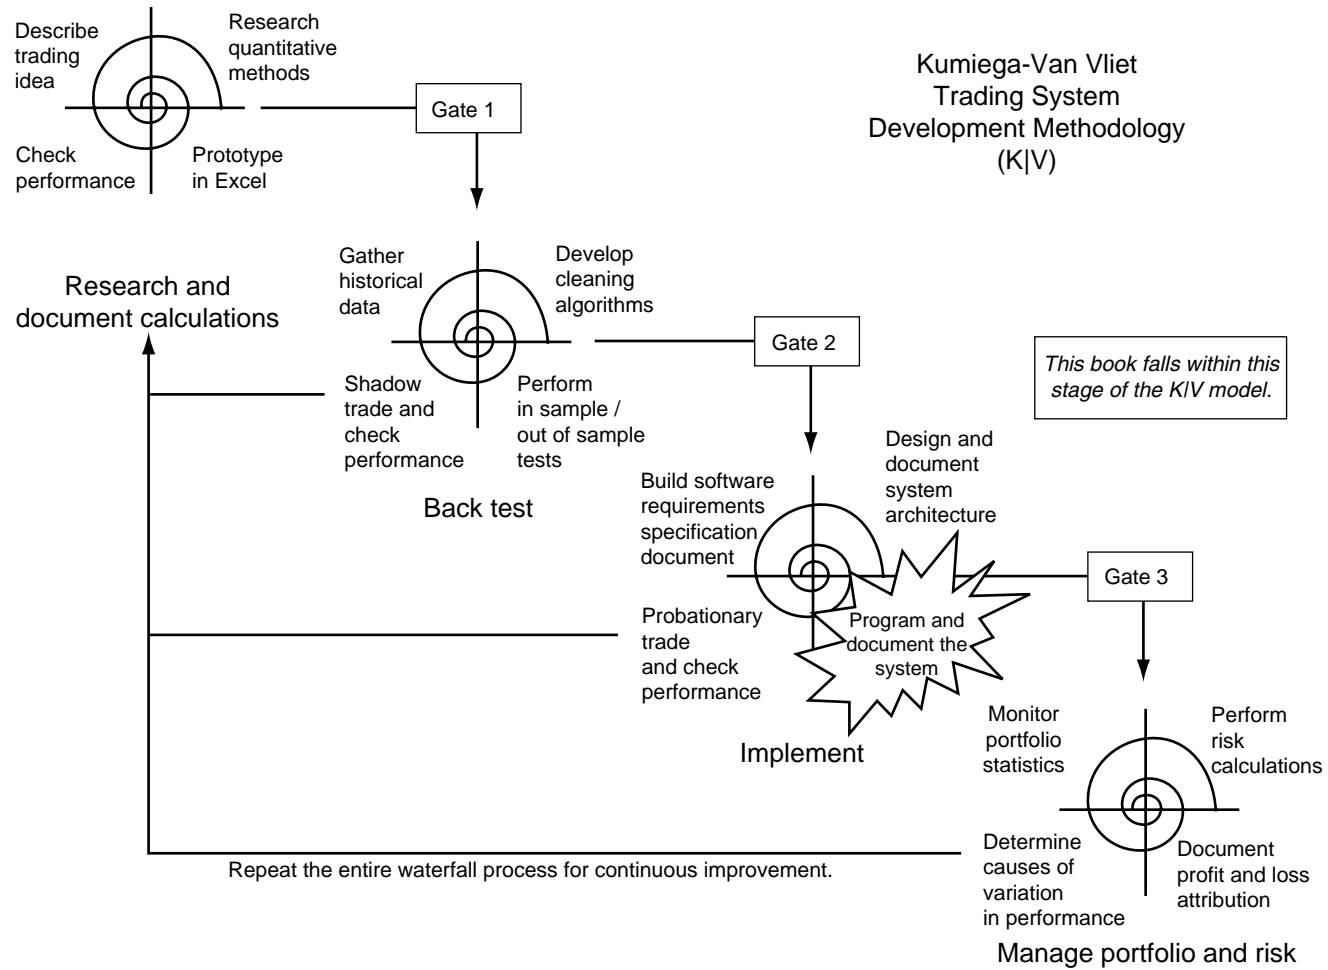 Describe
trading
idea
Research
quantitative
methods
Check
performance
Prototype
in Excel
Gate 1
Kumiega-Van Vliet
Trading System
Development Methodology
(K|V)
Research and
document calculations
Gather
historical
data
Develop
cleaning
algorithms
Shadow
trade and
check
performance
Perform
in sample /
out of sample
tests
Back test
Gate 2
This book falls within this
stage of the K|V model.
Build software
requirements
specification
document
Design and
document
system
architecture
Probationary
trade
and check
performance
Program and
document the
system
Implement
Gate 3
Monitor
portfolio
statistics
Perform
risk
calculations
Determine
causes of
variation
in performance
Document
profit and loss
attribution
Manage portfolio and risk
Repeat the entire waterfall process for continuous improvement.